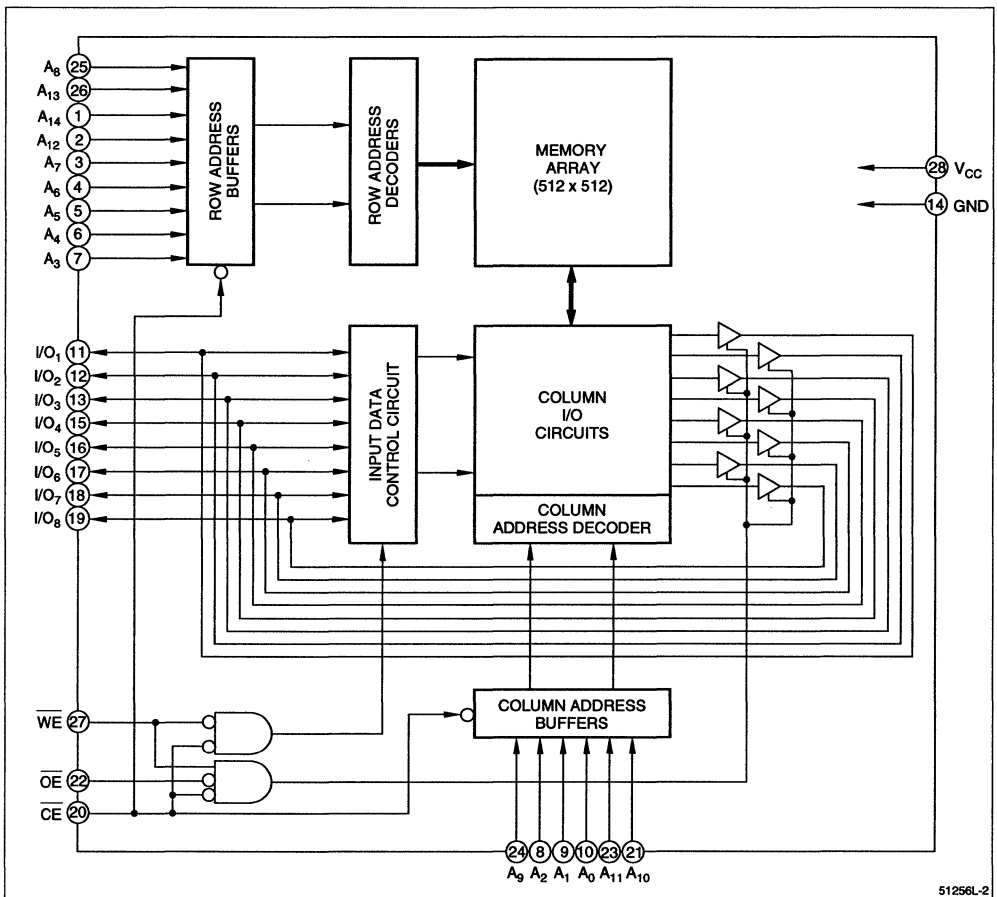 A8 25
A13 26
A14 1
A12 2
A7 3
A6 4
A5 5
A4 6
A3 7
ROW ADDRESS
BUFFERS
ROW ADDRESS
DECODERS
MEMORY
ARRAY
(512 x 512)
28 VCC
14 GND
I/O1 11
I/O2 12
I/O3 13
I/O4 15
I/O5 16
I/O6 17
I/O7 18
I/O8 19
INPUT DATA
CONTROL CIRCUIT
COLUMN
I/O
CIRCUITS
COLUMN
ADDRESS DECODER
COLUMN ADDRESS
BUFFERS
W̅E̅ 27
O̅E̅ 22
C̅E̅ 20
24 8 9 10 23 21
A9 A2 A1 A0 A11 A10
51256L-2